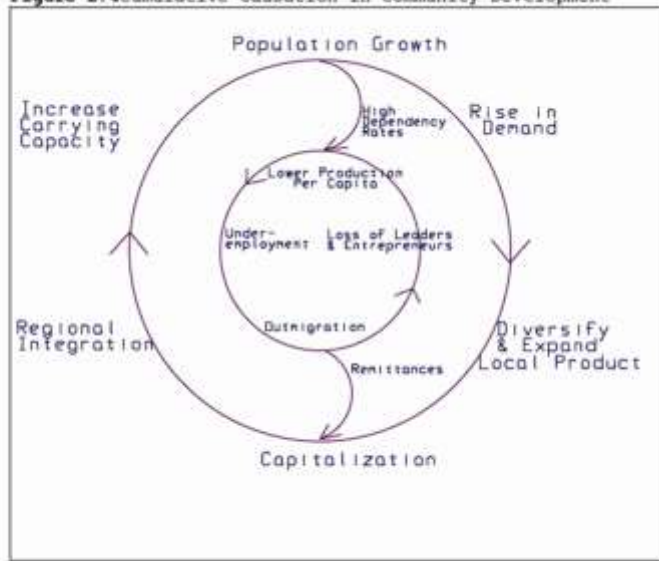 Population Growth
Increase
Carrying
Capacity
High
Dependency
Rates
Rise in
Demand
Lower Production
Per Capita
Under-
employment
Loss of Leaders
& Entrepreneurs
Regional
Integration
Outmigration
Diversify
& Expand
Local Product
Remittances
Capitalization